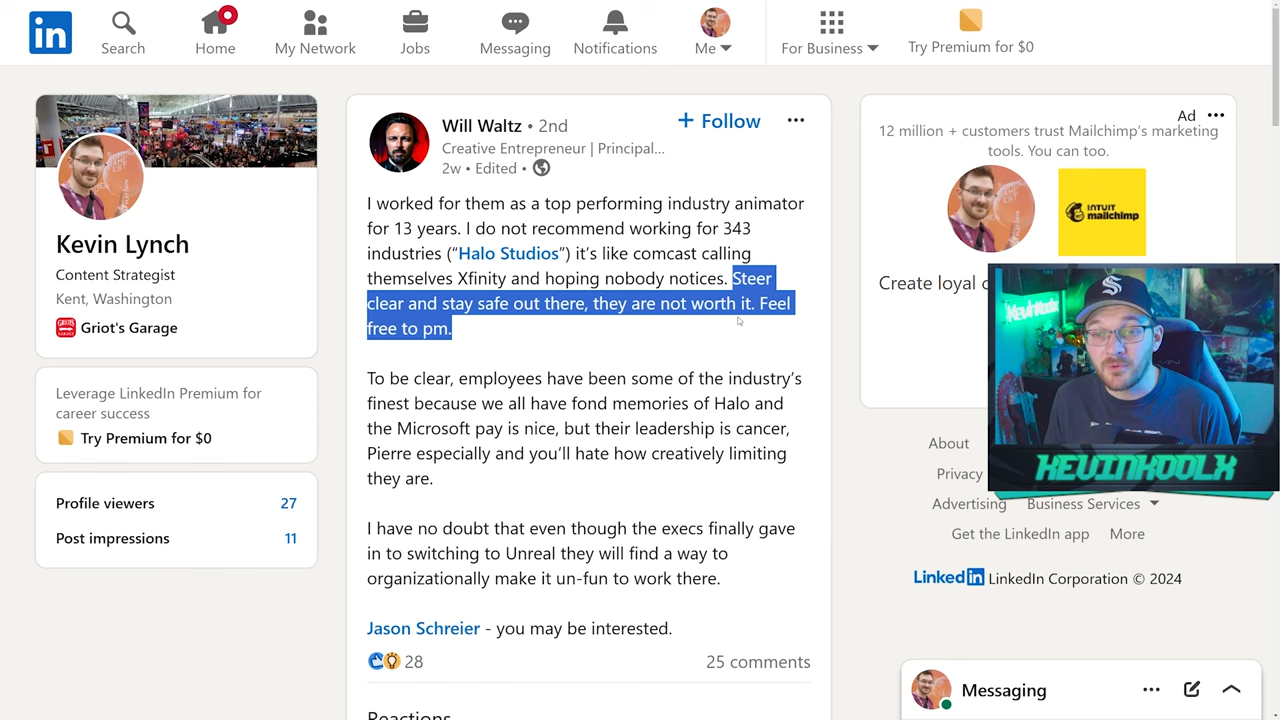 in
Search
Home
My Network
Jobs
Messaging
Notifications
Me
For Business
Try Premium for $0
Kevin Lynch
Content Strategist
Kent, Washington
Griot's Garage
Leverage LinkedIn Premium for
career success
Try Premium for $0
Profile viewers 27
Post impressions 11
Will Waltz • 2nd
+ Follow
Creative Entrepreneur | Principal...
2w • Edited •
I worked for them as a top performing industry animator
for 13 years. I do not recommend working for 343
industries (“Halo Studios”) it’s like comcast calling
themselves Xfinity and hoping nobody notices. Steer
clear and stay safe out there, they are not worth it. Feel
free to pm.
To be clear, employees have been some of the industry’s
finest because we all have fond memories of Halo and
the Microsoft pay is nice, but their leadership is cancer,
Pierre especially and you’ll hate how creatively limiting
they are.
I have no doubt that even though the execs finally gave
in to switching to Unreal they will find a way to
organizationally make it un-fun to work there.
Jason Schreier - you may be interested.
28
25 comments
Reactions
Ad
12 million + customers trust Mailchimp’s marketing
tools. You can too.
INTUIT
mailchimp
Create loyal
KEVINKOOLX
About
Privacy
Advertising Business Services
Get the LinkedIn app More
LinkedIn LinkedIn Corporation © 2024
Messaging